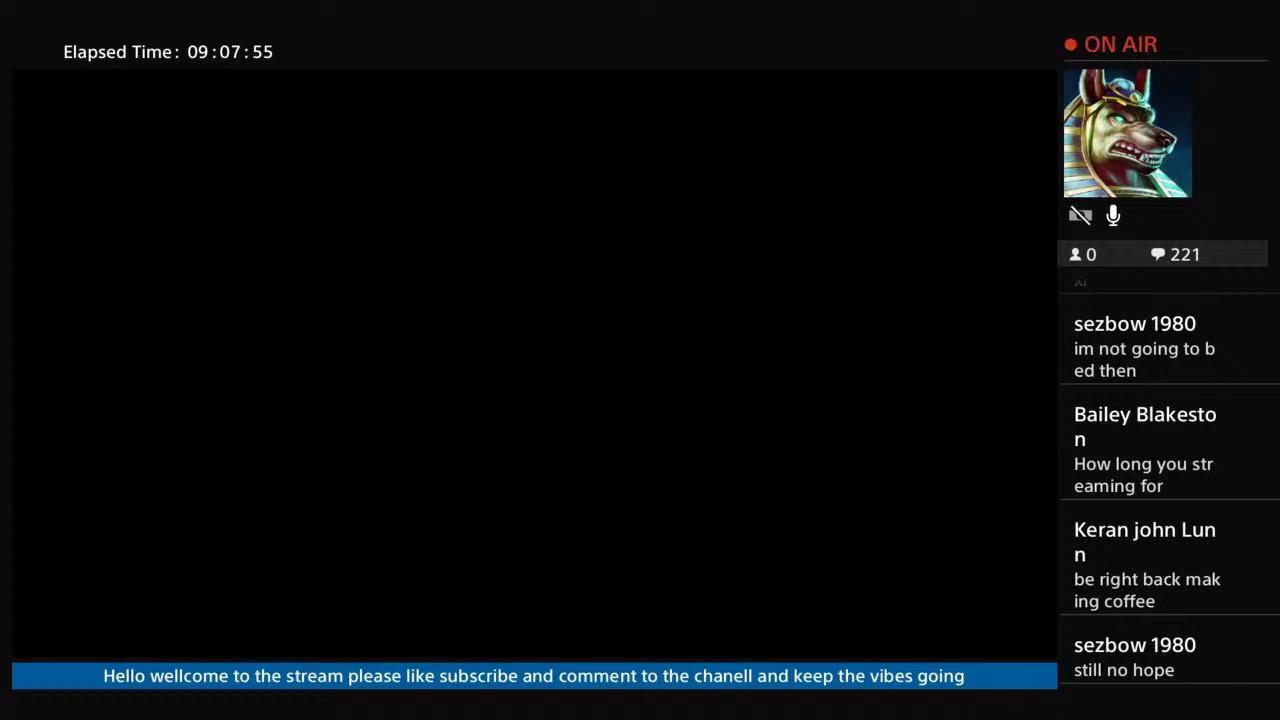 Elapsed Time: 09:07:55
ON AIR
0 221
sezbow 1980
im not going to b
ed then
Bailey Blakesto
n
How long you str
eaming for
Keran john Lun
n
be right back mak
ing coffee
sezbow 1980
still no hope
Hello wellcome to the stream please like subscribe and comment to the chanell and keep the vibes going